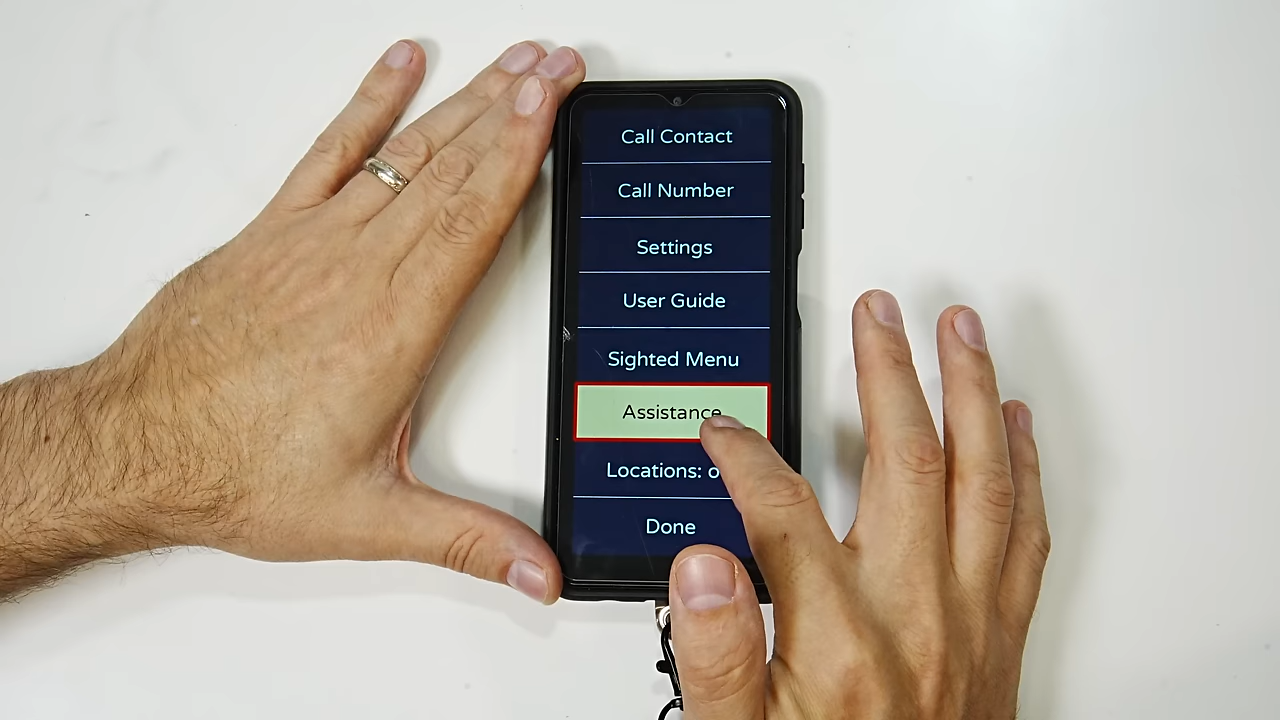 Call Contact
Call Number
Settings
User Guide
Sighted Menu
Assistance
Locations:
Done